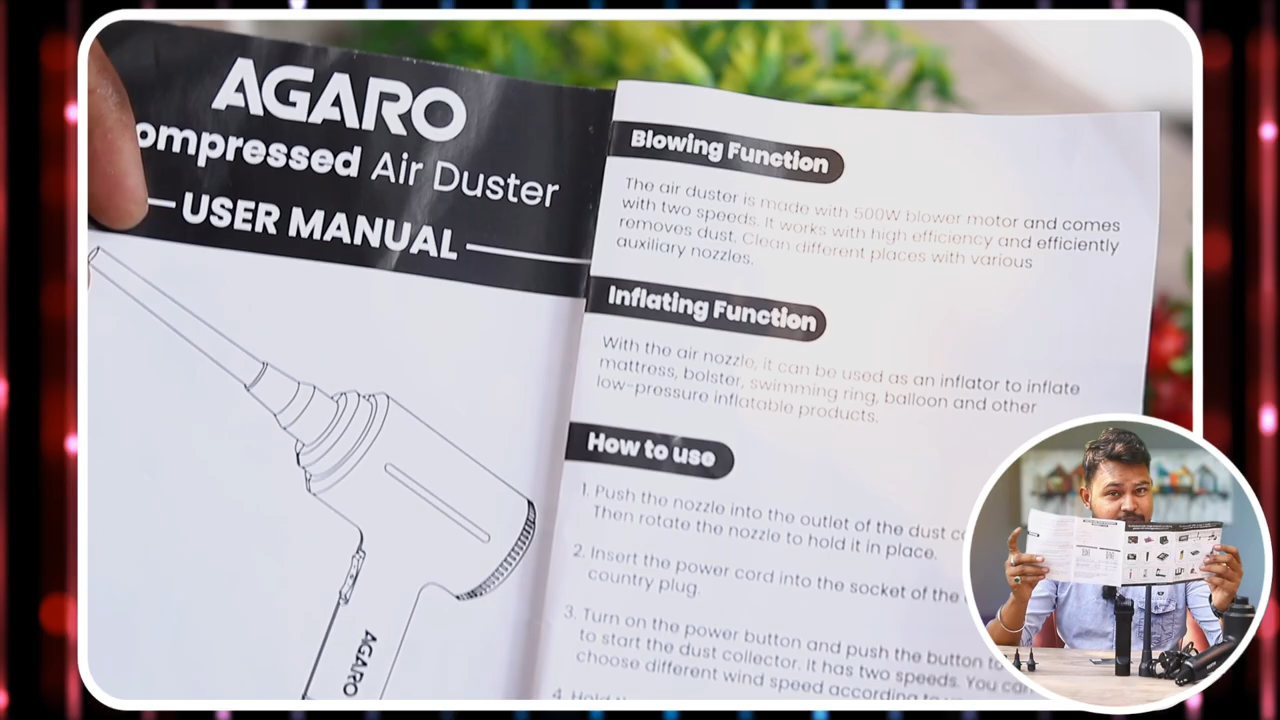 AGARO
ompressed Air Duster
USER MANUAL
AGARO
Blowing Function
The air duster is made with 500W blower motor and comes
with two speeds. It works with high efficiency and efficiently
removes dust. Clean different places with various
auxiliary nozzles.
Inflating Function
With the air nozzle, it can be used as an inflator to inflate
mattress, bolster, swimming ring, balloon and other
low-pressure inflatable products.
How to use
1. Push the nozzle into the outlet of the dust
Then rotate the nozzle to hold it in place.
2. Insert the power cord into the socket of the
country plug.
3. Turn on the power button and push the button
to start the dust collector. It has two speeds. You can
choose different wind speed according
4. Hold